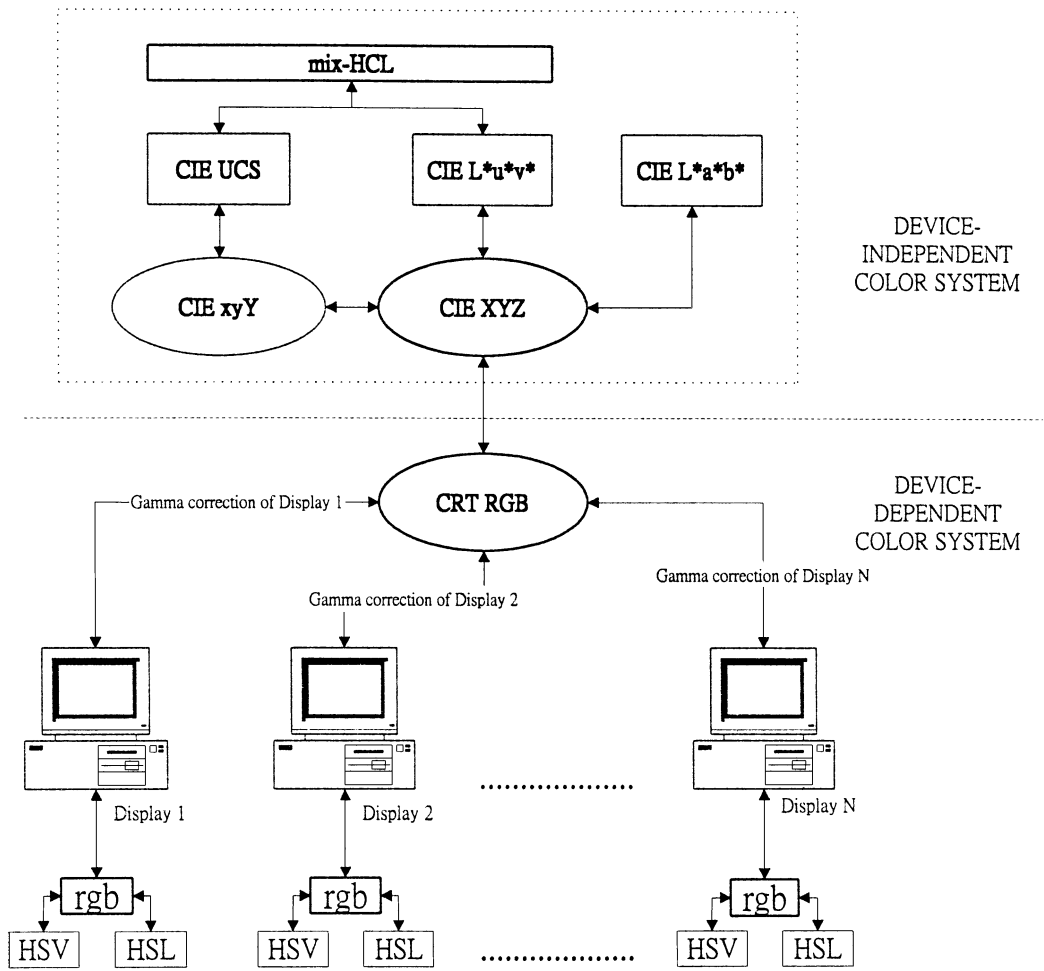 mix-HCL
CIE UCS
CIE L*u*v*
CIE L*a*b*
DEVICE-
INDEPENDENT
COLOR SYSTEM
CIE xyY
CIE XYZ
CRT RGB
DEVICE-
DEPENDENT
COLOR SYSTEM
Gamma correction of Display 1
Gamma correction of Display 2
Gamma correction of Display N
Display 1
Display 2
Display N
rgb
rgb
rgb
HSV
HSL
HSV
HSL
HSV
HSL